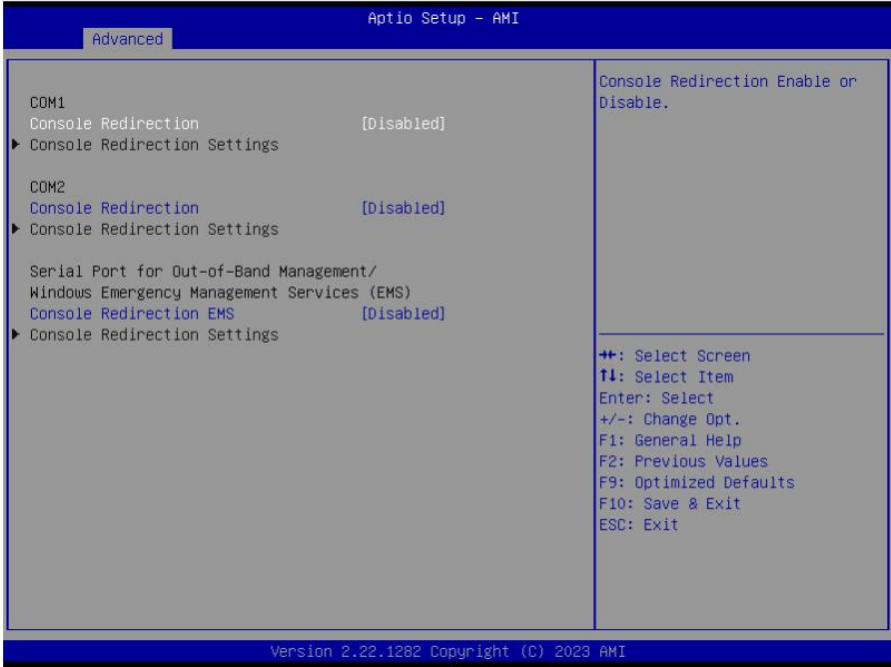 Aptio Setup – AMI
Advanced
COM1
Console Redirection [Disabled]
Console Redirection Settings
COM2
Console Redirection [Disabled]
Console Redirection Settings
Serial Port for Out-of-Band Management/
Windows Emergency Management Services (EMS)
Console Redirection EMS [Disabled]
Console Redirection Settings
Console Redirection Enable or
Disable.
→←: Select Screen
↑↓: Select Item
Enter: Select
+/-: Change Opt.
F1: General Help
F2: Previous Values
F9: Optimized Defaults
F10: Save & Exit
ESC: Exit
Version 2.22.1282 Copyright (C) 2023 AMI